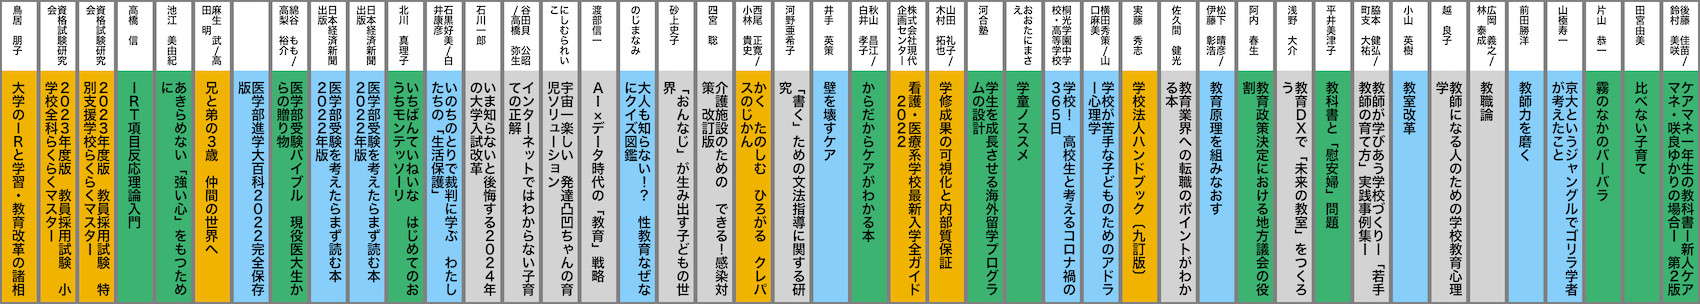 後藤 佳苗/
鈴村 美咲
ケアマネ一年生の教科書ー新人ケア
マネ・咲良ゆかりの場合ー 第2版
田宮由美
比べない子育て
片山 恭一
霧のなかのバーバラ
山極寿一
京大というジャングルでゴリラ学者
が考えたこと
前田勝洋
教師力を磨く
広岡 義之/
林 泰成
教職論
越 良子
教師になる人のための学校教育心理
学
小山 英樹
教室改革
脇本 健弘/
町支 大祐
教師が学びあう学校づくりー 「若手
教師の育て方」実践事例集ー
平井美津子
教科書と「慰安婦」問題
浅野 大介
教育DXで「未来の教室」をつくろ
う
阿内 春生
教育政策決定における地方議会の役
割
松下 晴彦/
伊藤 彰浩
教育原理を組みなおす
佐久間 健光
教育業界への転職のポイントがわか
る本
実藤 秀志
学校法人ハンドブック〔九訂版〕
横田秀策/山
口麻美
学校が苦手な子どものためのアドラ
ー心理学
桐光学園中学
校・高等学校
学校! 高校生と考えるコロナ禍の
365日
おおたにまさ
え
学童ノススメ
河合塾
学生を成長させる海外留学プログラ
ムの設計
山田 礼子/
木村 拓也
学修成果の可視化と内部質保証
株式会社現代
企画センター
看護・医療系学校最新入学全ガイド
2022
秋山 昌江/
白井 孝子
からだからケアがわかる本
井手 英策
壁を壊すケア
河野亜希子
「書く」ための文法指導に関する研
究
西尾 正寛/
小林 貴史
かく たのしむ ひろがる クレパ
スのじかん
四宮 聡
介護施設のための できる!感染対
策 改訂版
砂上史子
「おんなじ」が生み出す子どもの世
界
のじまなみ
大人も知らない!? 性教育なぜな
にクイズ図鑑
渡部信一
AI×データ時代の「教育」戦略
にしむられい
こ
宇宙一楽しい 発達凸凹ちゃんの育
児ソリューション
谷田貝 公昭
/高橋 弥生
インターネットではわからない子育
ての正解
石川一郎
いま知らないと後悔する2024年
の大学入試改革
石黒好美/白
井康彦
いのちのとりで裁判に学ぶ わたし
たちの「生活保護」
北川 真理子
いちばんていねいな はじめてのお
うちモンテッソーリ
日本経済新聞
出版
医学部受験を考えたらまず読む本
2022年版
日本経済新聞
出版
医学部受験を考えたらまず読む本
2022年版
綿谷 もも/
高梨 裕介
医学部受験バイブル 現役医大生か
らの贈り物
医学部進学大百科2022完全保存
版
麻生 武/高
田 明
兄と弟の3歳 仲間の世界へ
池江 美由紀
あきらめない「強い心」をもつため
に
高橋 信
IRT項目反応理論入門
資格試験研究
会
2023年度版 教員採用試験 特
別支援学校らくらくマスター
資格試験研究
会
2023年度版 教員採用試験 小
学校全科らくらくマスター
鳥居 朋子
大学のIRと学習・教育改革の諸相